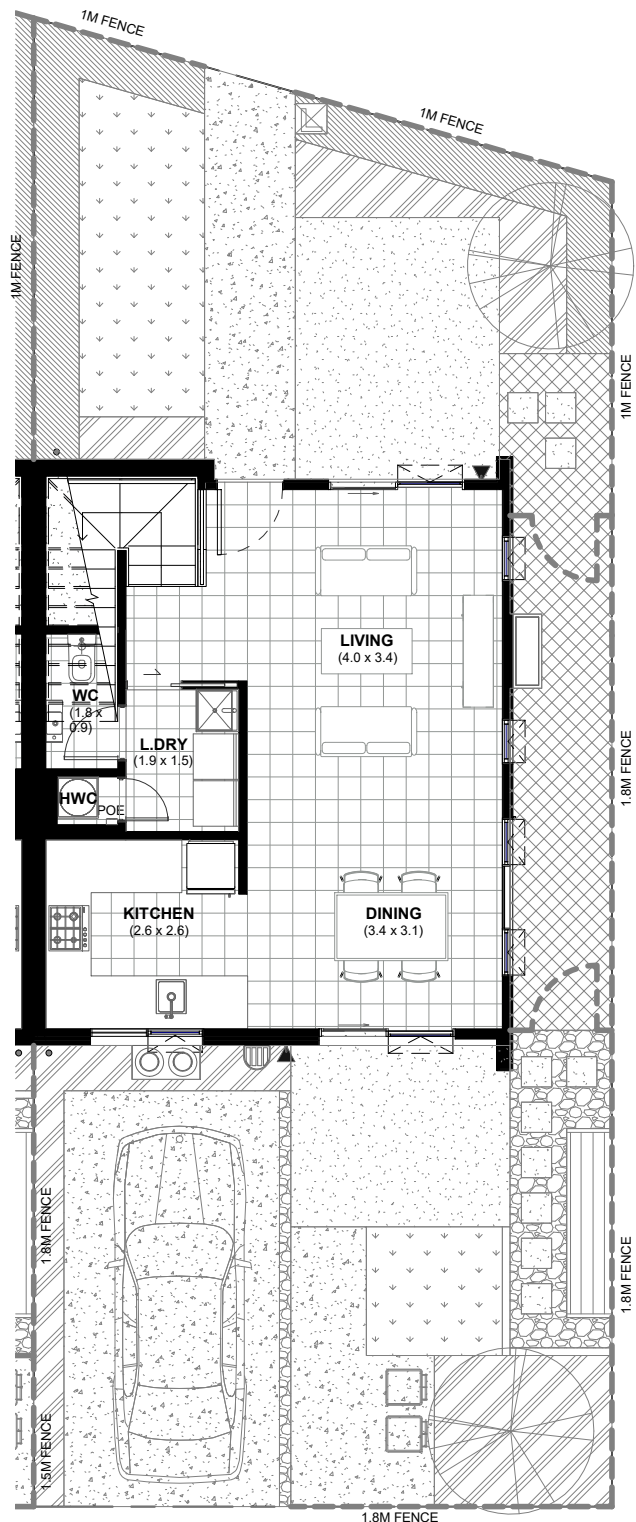 1M FENCE
1M FENCE
1M FENCE
1M FENCE
LIVING
(4.0 x 3.4)
WC
(1.8 x
0.9)
L.DRY
(1.9 x 1.5)
HWC
POE
1.8M FENCE
KITCHEN
(2.6 x 2.6)
DINING
(3.4 x 3.1)
1.8M FENCE
1.8M FENCE
1.5M FENCE
1.8M FENCE